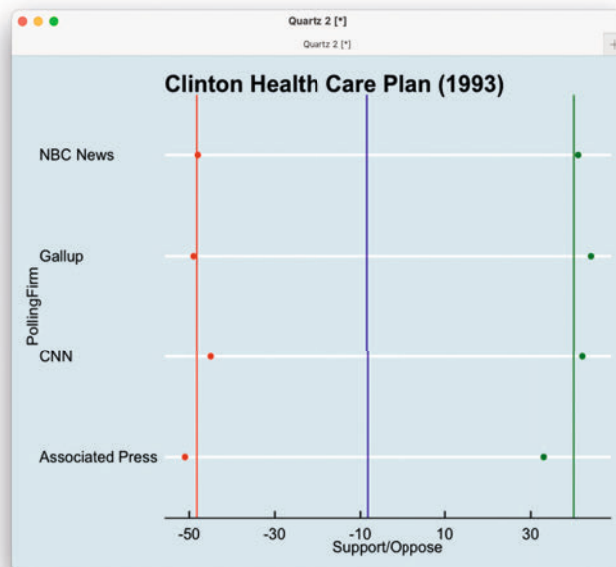 Quartz 2 [*]
Quartz 2 [*]
+
Clinton Health Care Plan (1993)
NBC News
Gallup
PollingFirm
CNN
Associated Press
-50 -30 -10 10 30
Support/Oppose